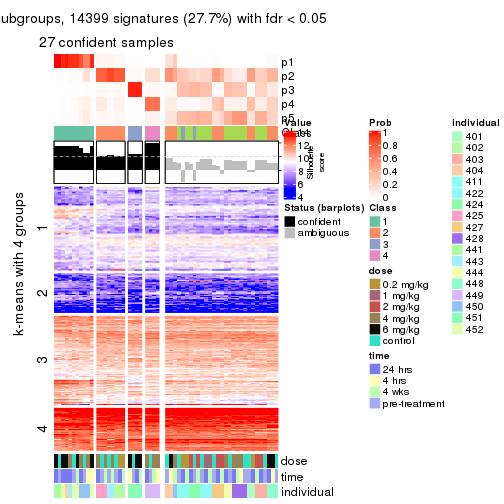 ubgroups, 14399 signatures (27.7%) with fdr < 0.05
27 confident samples
p1
p2
p3
p4
p5
Class
Silhouette
score
k-means with 4 groups
1
2
3
4
dose
time
individual
Value
14
12
10
8
6
4
Status (barplots)
confident
ambiguous
Prob
1
0.8
0.6
0.4
0.2
0
Class
1
2
3
4
dose
0.2 mg/kg
1 mg/kg
2 mg/kg
4 mg/kg
6 mg/kg
control
time
24 hrs
4 hrs
4 wks
pre-treatment
individual
401
402
403
404
411
422
424
425
427
428
441
443
444
448
449
450
451
452